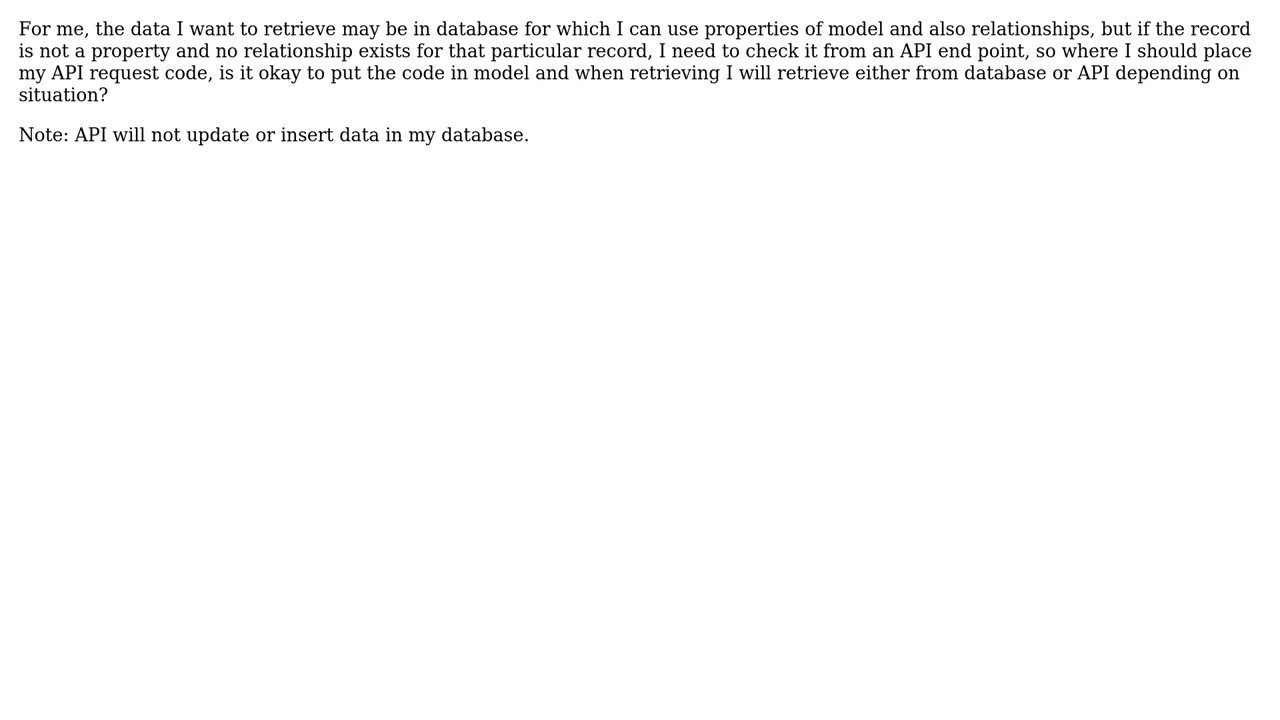 For me, the data I want to retrieve may be in database for which I can use properties of model and also relationships, but if the record
is not a property and no relationship exists for that particular record, I need to check it from an API end point, so where I should place
my API request code, is it okay to put the code in model and when retrieving I will retrieve either from database or API depending on
situation?
Note: API will not update or insert data in my database.